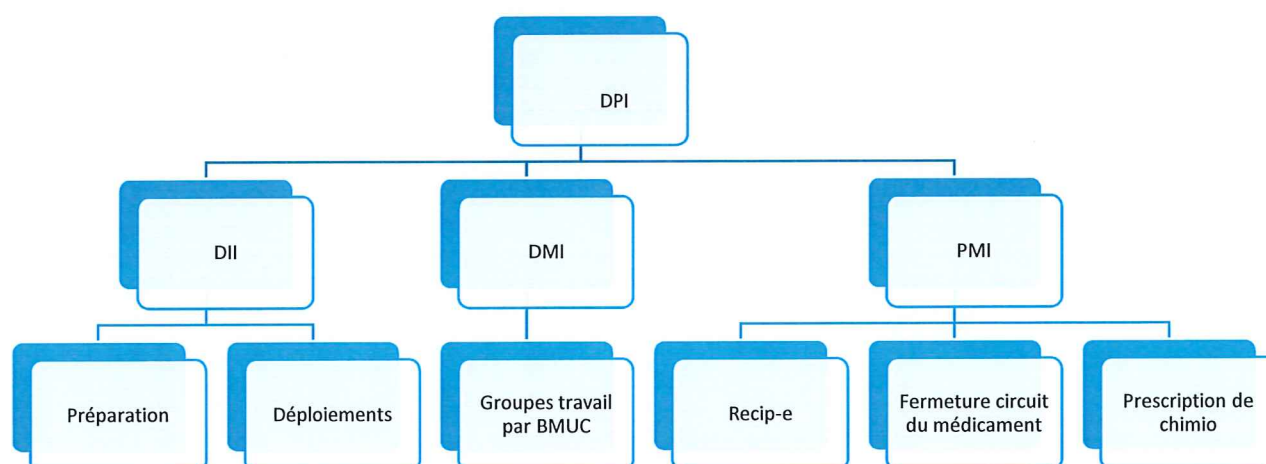 DPI
DII
DMI
PMI
Préparation
Déploiements
Groupes travail
par BMUC
Recip-e
Fermeture circuit
du médicament
Prescription de
chimio